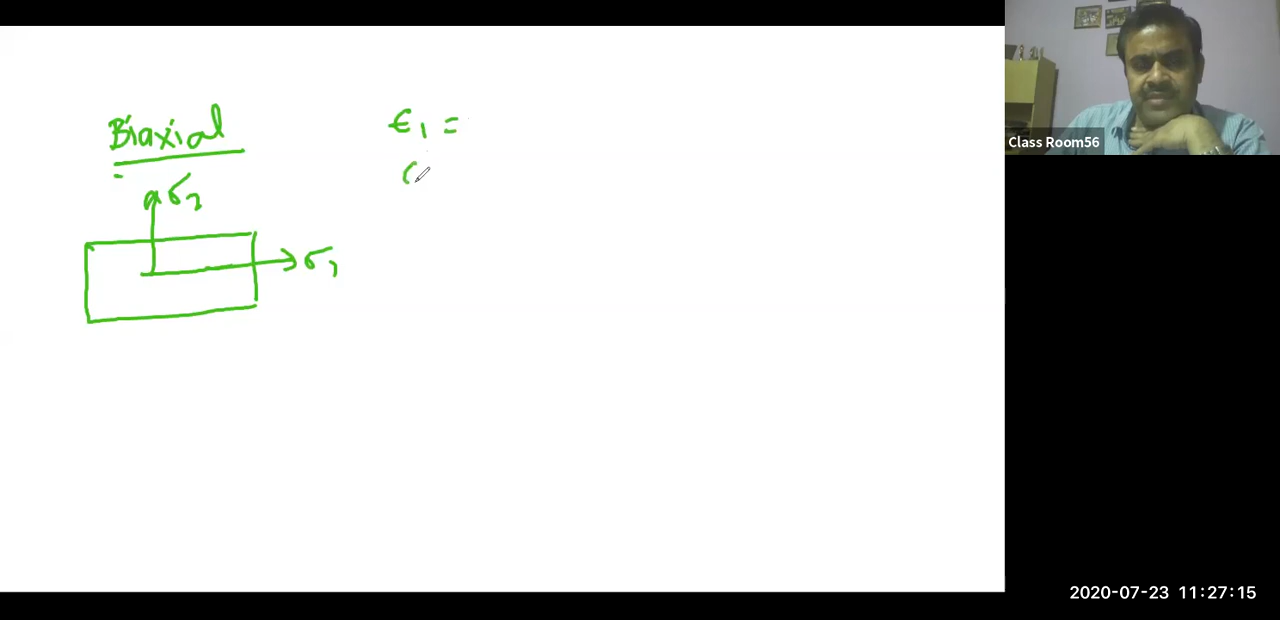 Biaxial
ϵ₁ =
σ₂
σ₁
Class Room56
2020-07-23 11:27:15